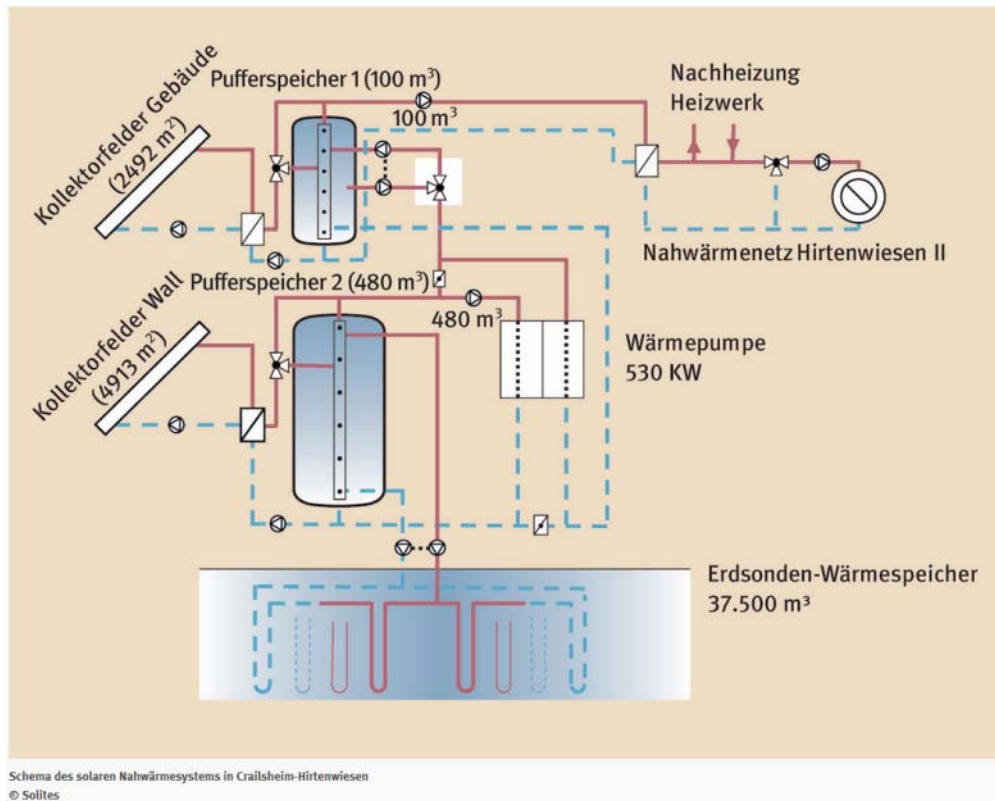 Pufferspeicher 1 (100 m³)
100 m³
Nachheizung
Heizwerk
Kollektorfelder Gebäude
(2492 m²)
Nahwärmenetz Hirtenwiesen II
Pufferspeicher 2 (480 m³)
480 m³
Kollektorfelder Wall
(4913 m²)
Wärmepumpe
530 KW
Erdsonden-Wärmespeicher
37.500 m³
Schema des solaren Nahwärmesystems in Crailsheim-Hirtenwiesen
© Solites